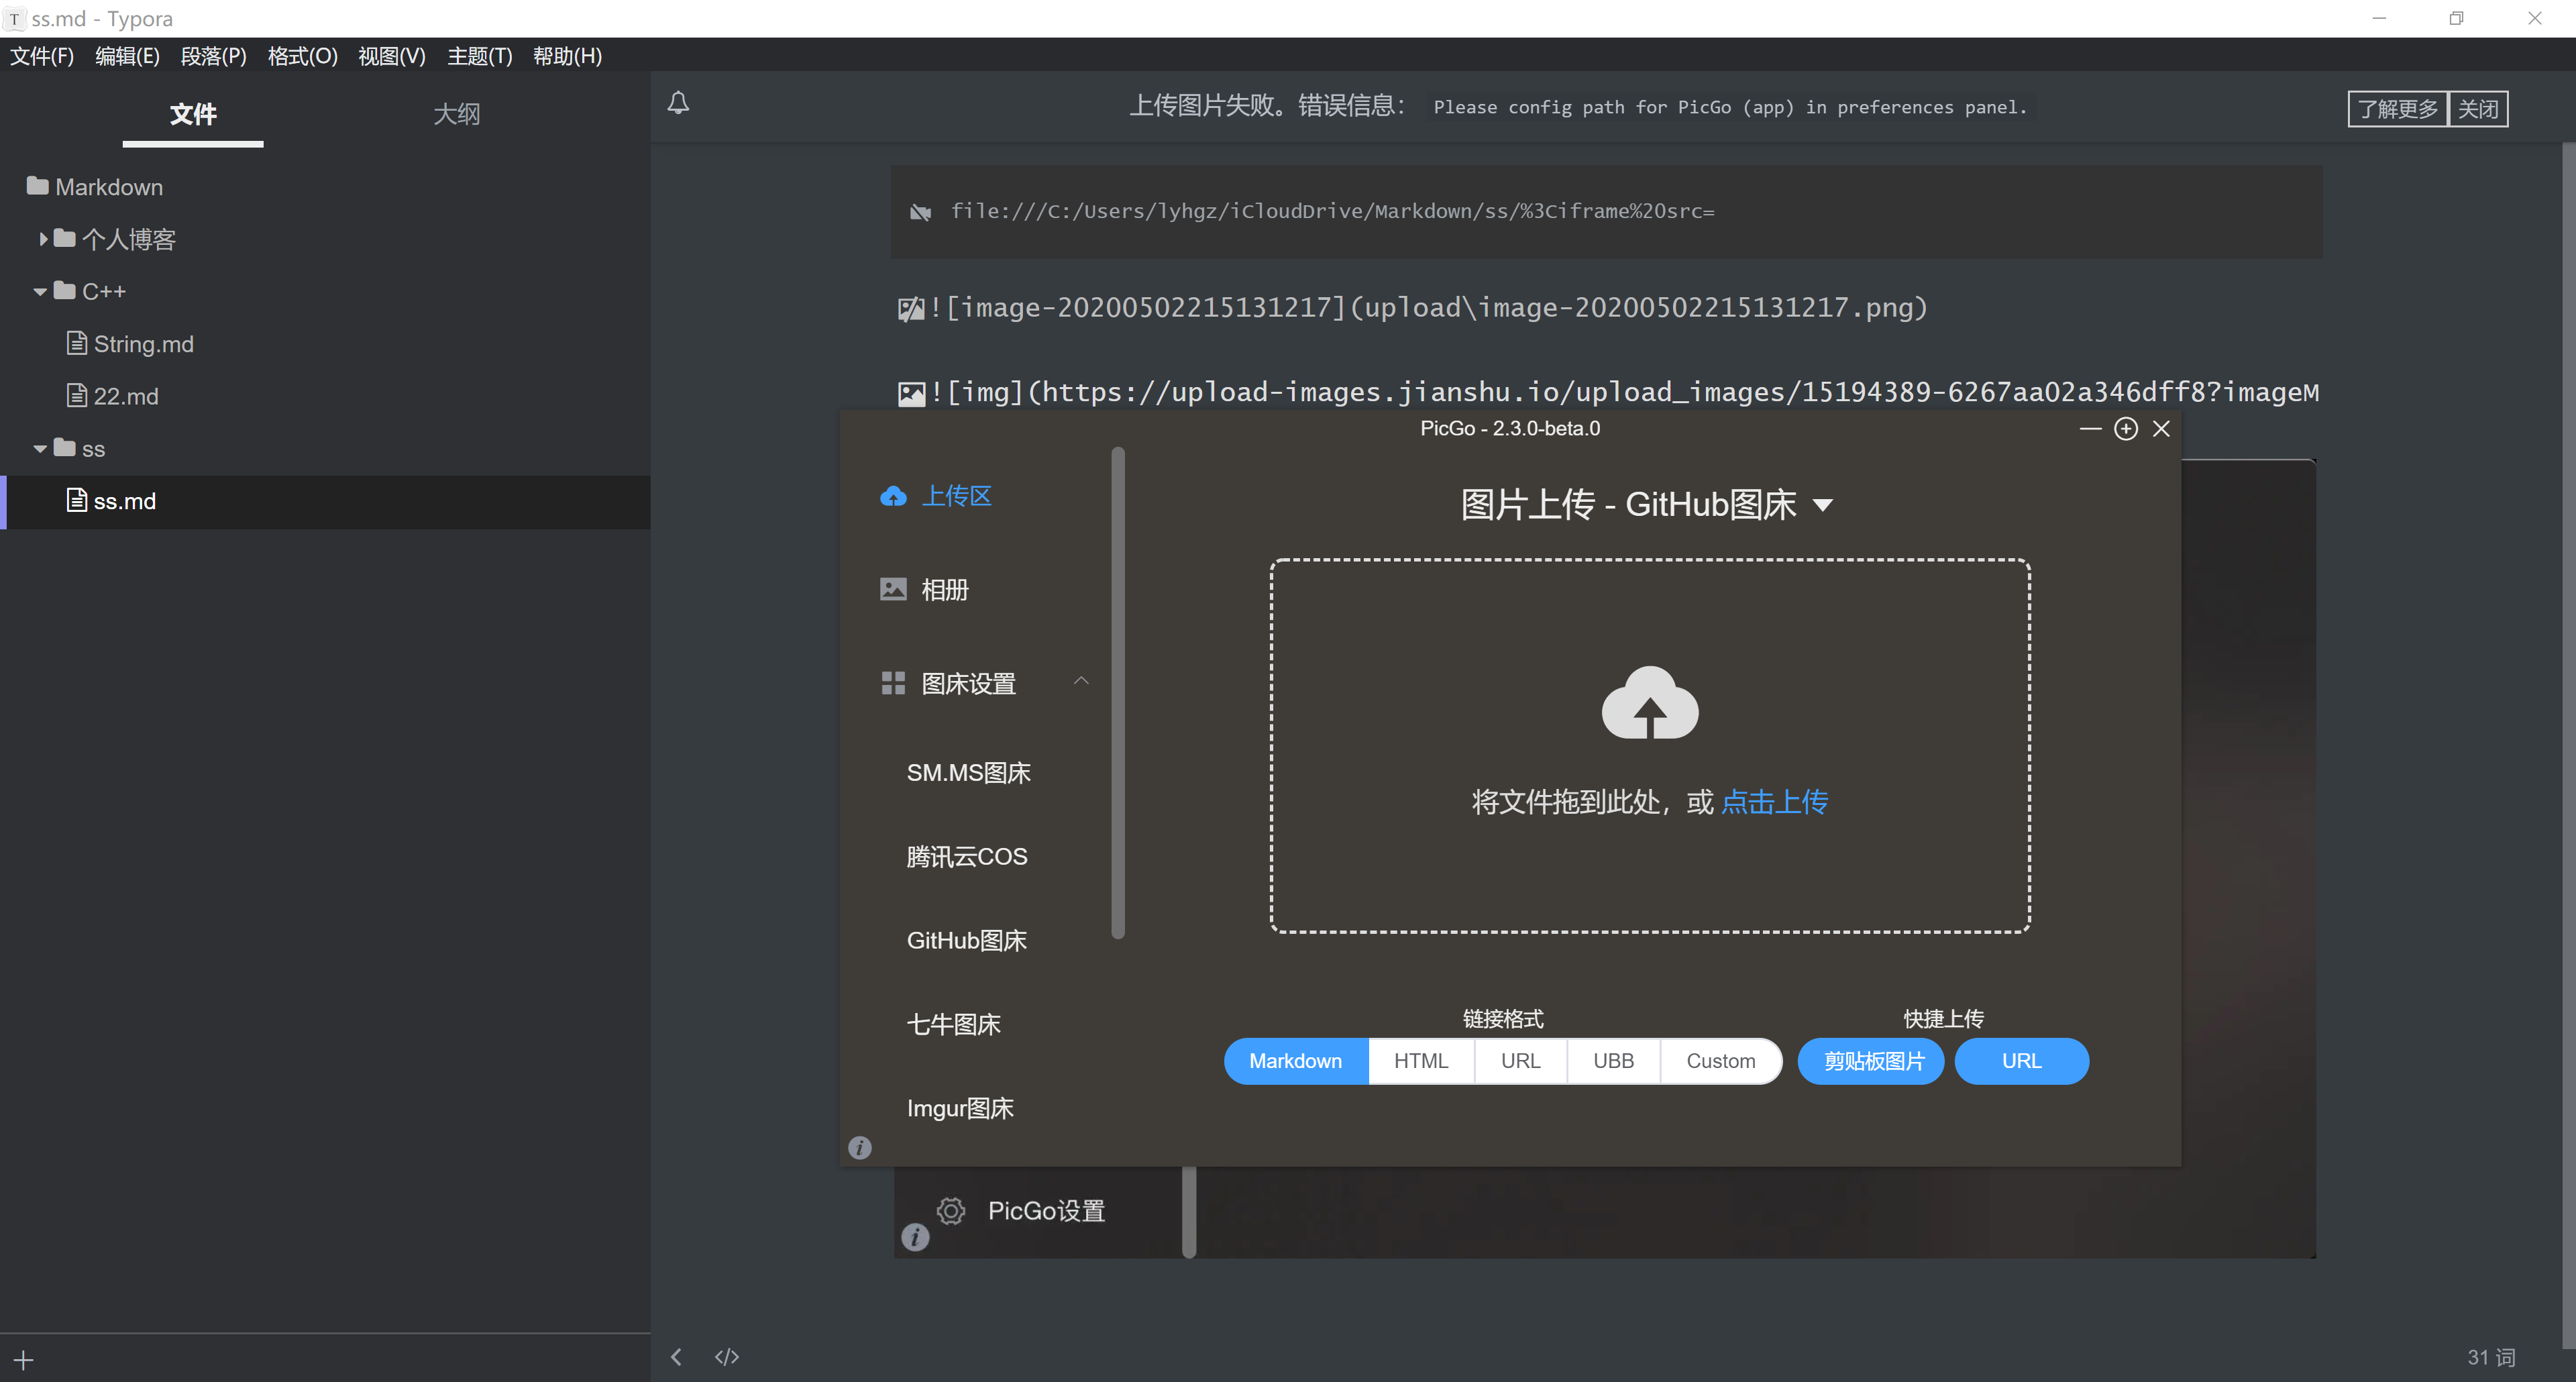 T ss.md - Typora
文件(F) 编辑(E) 段落(P) 格式(O) 视图(V) 主题(T) 帮助(H)
文件 大纲
Markdown
个人博客
C++
String.md
22.md
ss
ss.md
上传图片失败。错误信息： Please config path for PicGo (app) in preferences panel.
了解更多 关闭
file:///C:/Users/lyhgz/iCloudDrive/Markdown/ss/%3Ciframe%20src=
![image-20200502215131217](upload\image-20200502215131217.png)
![img](https://upload-images.jianshu.io/upload_images/15194389-6267aa02a346dff8?imageM
PicGo - 2.3.0-beta.0
上传区
相册
图床设置
SM.MS图床
腾讯云COS
GitHub图床
七牛图床
Imgur图床
i
图片上传 - GitHub图床
将文件拖到此处，或 点击上传
链接格式
Markdown HTML URL UBB Custom
快捷上传
剪贴板图片 URL
PicGo设置
i
</> 31 词